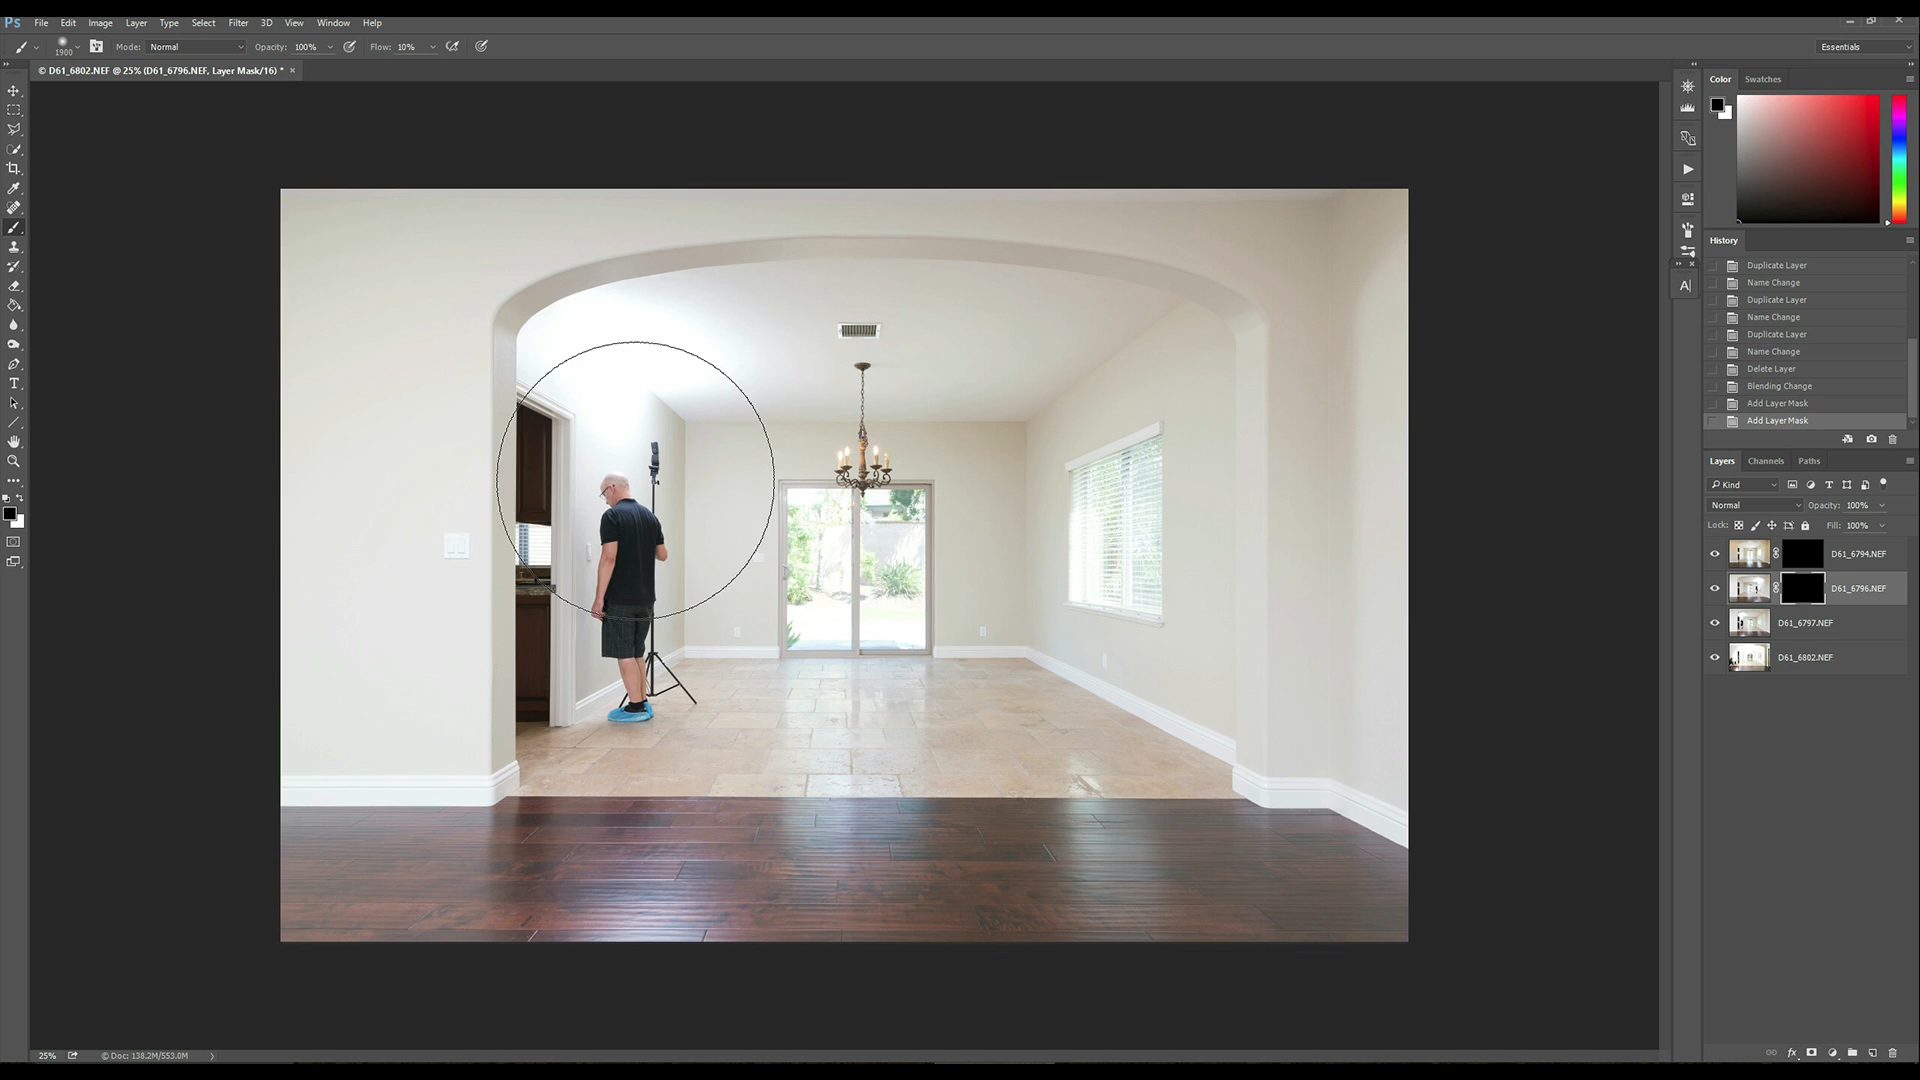 Ps File Edit Image Layer Type Select Filter 3D View Window Help
1900 Mode: Normal Opacity: 100% Flow: 10% Essentials
© D61_6802.NEF @ 25% (D61_6796.NEF, Layer Mask/16) * ×
Color Swatches
History
Duplicate Layer
Name Change
Duplicate Layer
Name Change
Duplicate Layer
Name Change
Delete Layer
Blending Change
Add Layer Mask
Add Layer Mask
Layers Channels Paths
Kind
Normal Opacity: 100%
Lock: Fill: 100%
D61_6794.NEF
D61_6796.NEF
D61_6797.NEF
D61_6802.NEF
25% © Doc: 138.2M/553.0M